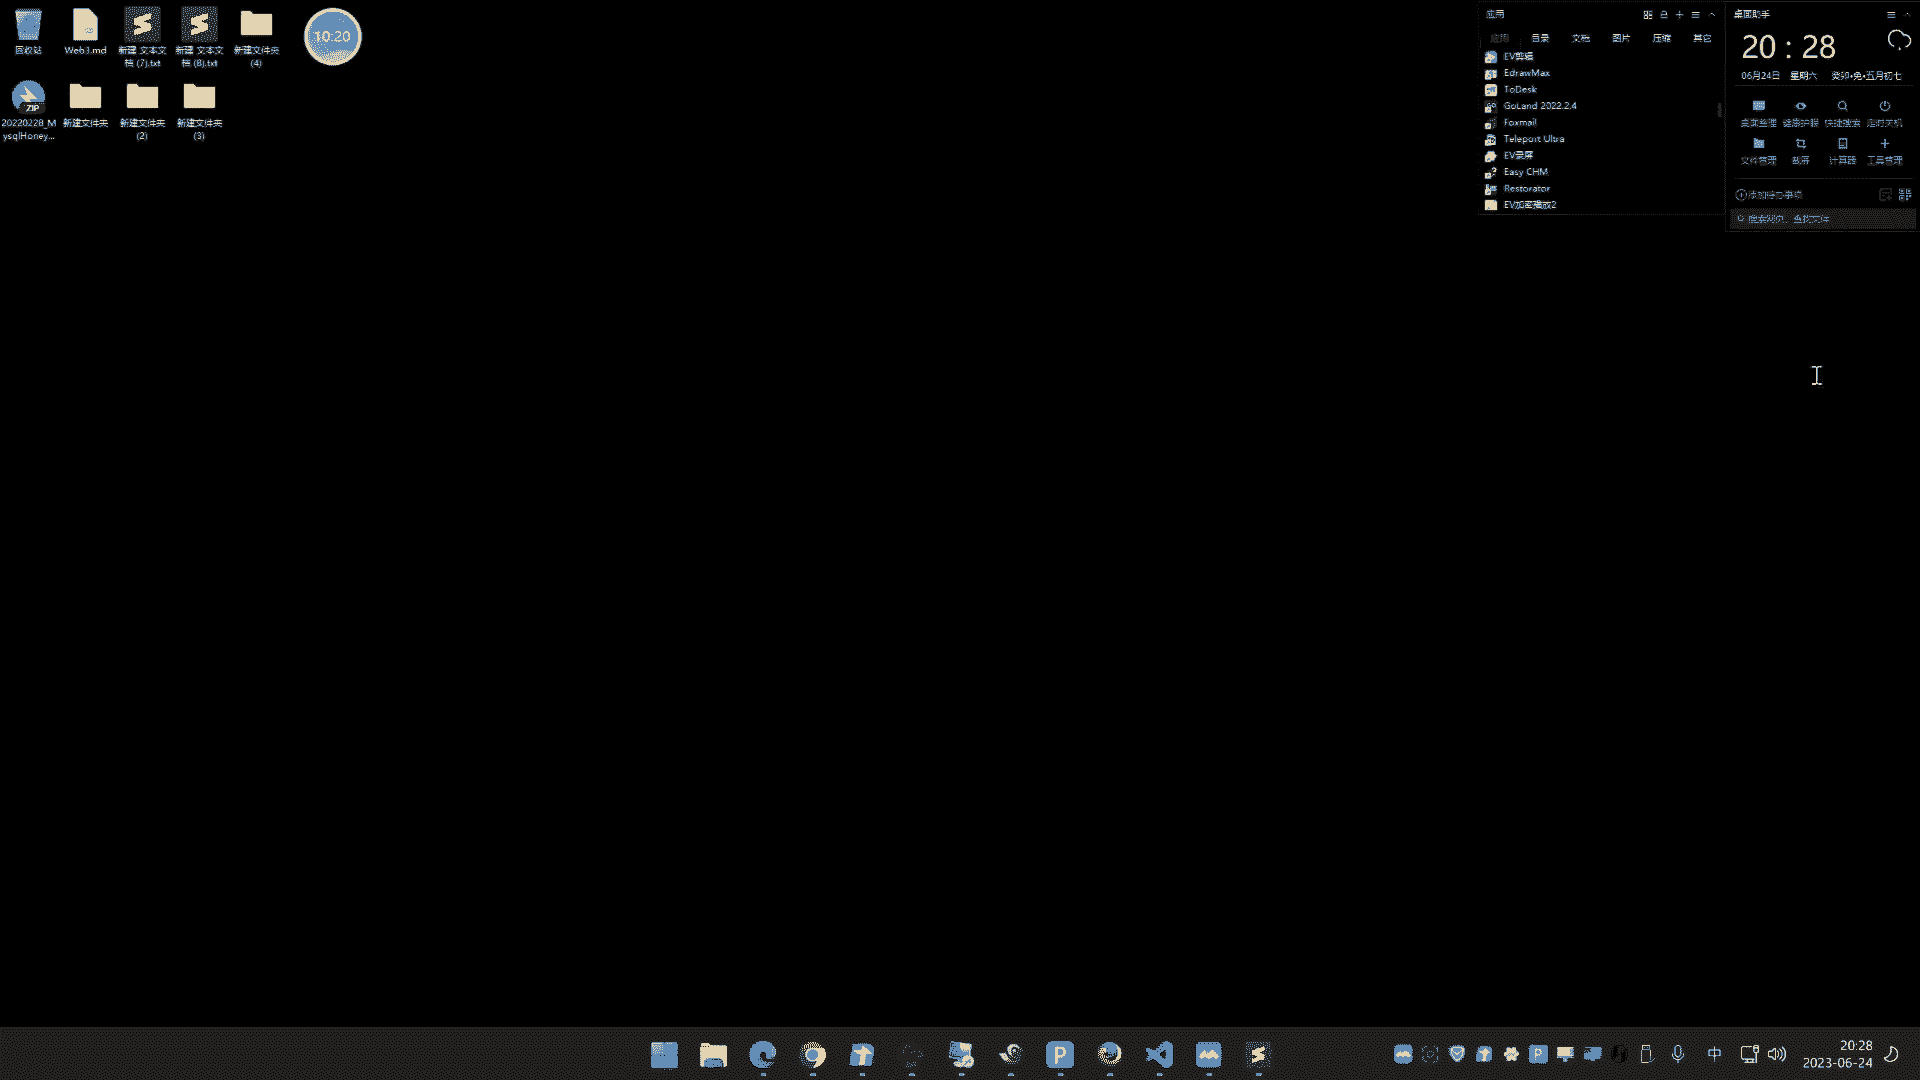 回收站
Web3.md
新建 文本文
档 (7).txt
新建 文本文
档 (8).txt
新建文件夹
(4)
10:20
ZIP
20220228_M
ysqlHoney...
新建文件夹
新建文件夹
(2)
新建文件夹
(3)
应用
应用 目录 文档 图片 压缩 其它
EV剪辑
EdrawMax
ToDesk
GoLand 2022.2.4
Foxmail
Teleport Ultra
EV录屏
Easy CHM
Restorator
EV加密播放2
桌面助手
20 : 28
06月24日 星期六 癸卯•兔•五月初七
桌面整理 健康护眼 快捷搜索 定时关机
文件管理 截屏 计算器 工具管理
添加待办事项
搜索网页、查找文件
中
20:28
2023-06-24